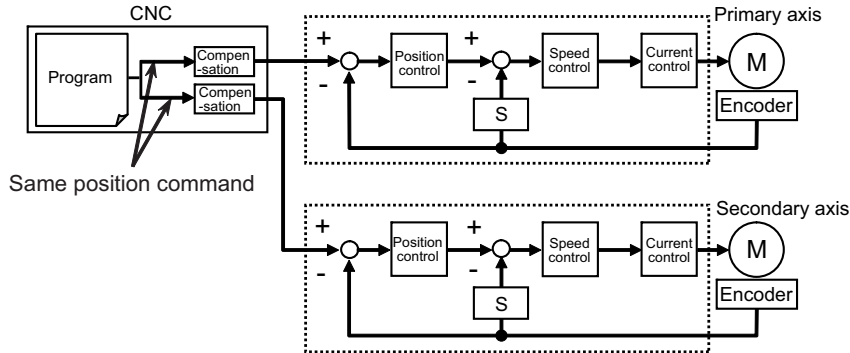 CNC
Program
Compen
-sation
Compen
-sation
Same position command
Primary axis
+
-
Position
control
+
-
S
Speed
control
Current
control
M
Encoder
Secondary axis
+
-
Position
control
+
-
S
Speed
control
Current
control
M
Encoder